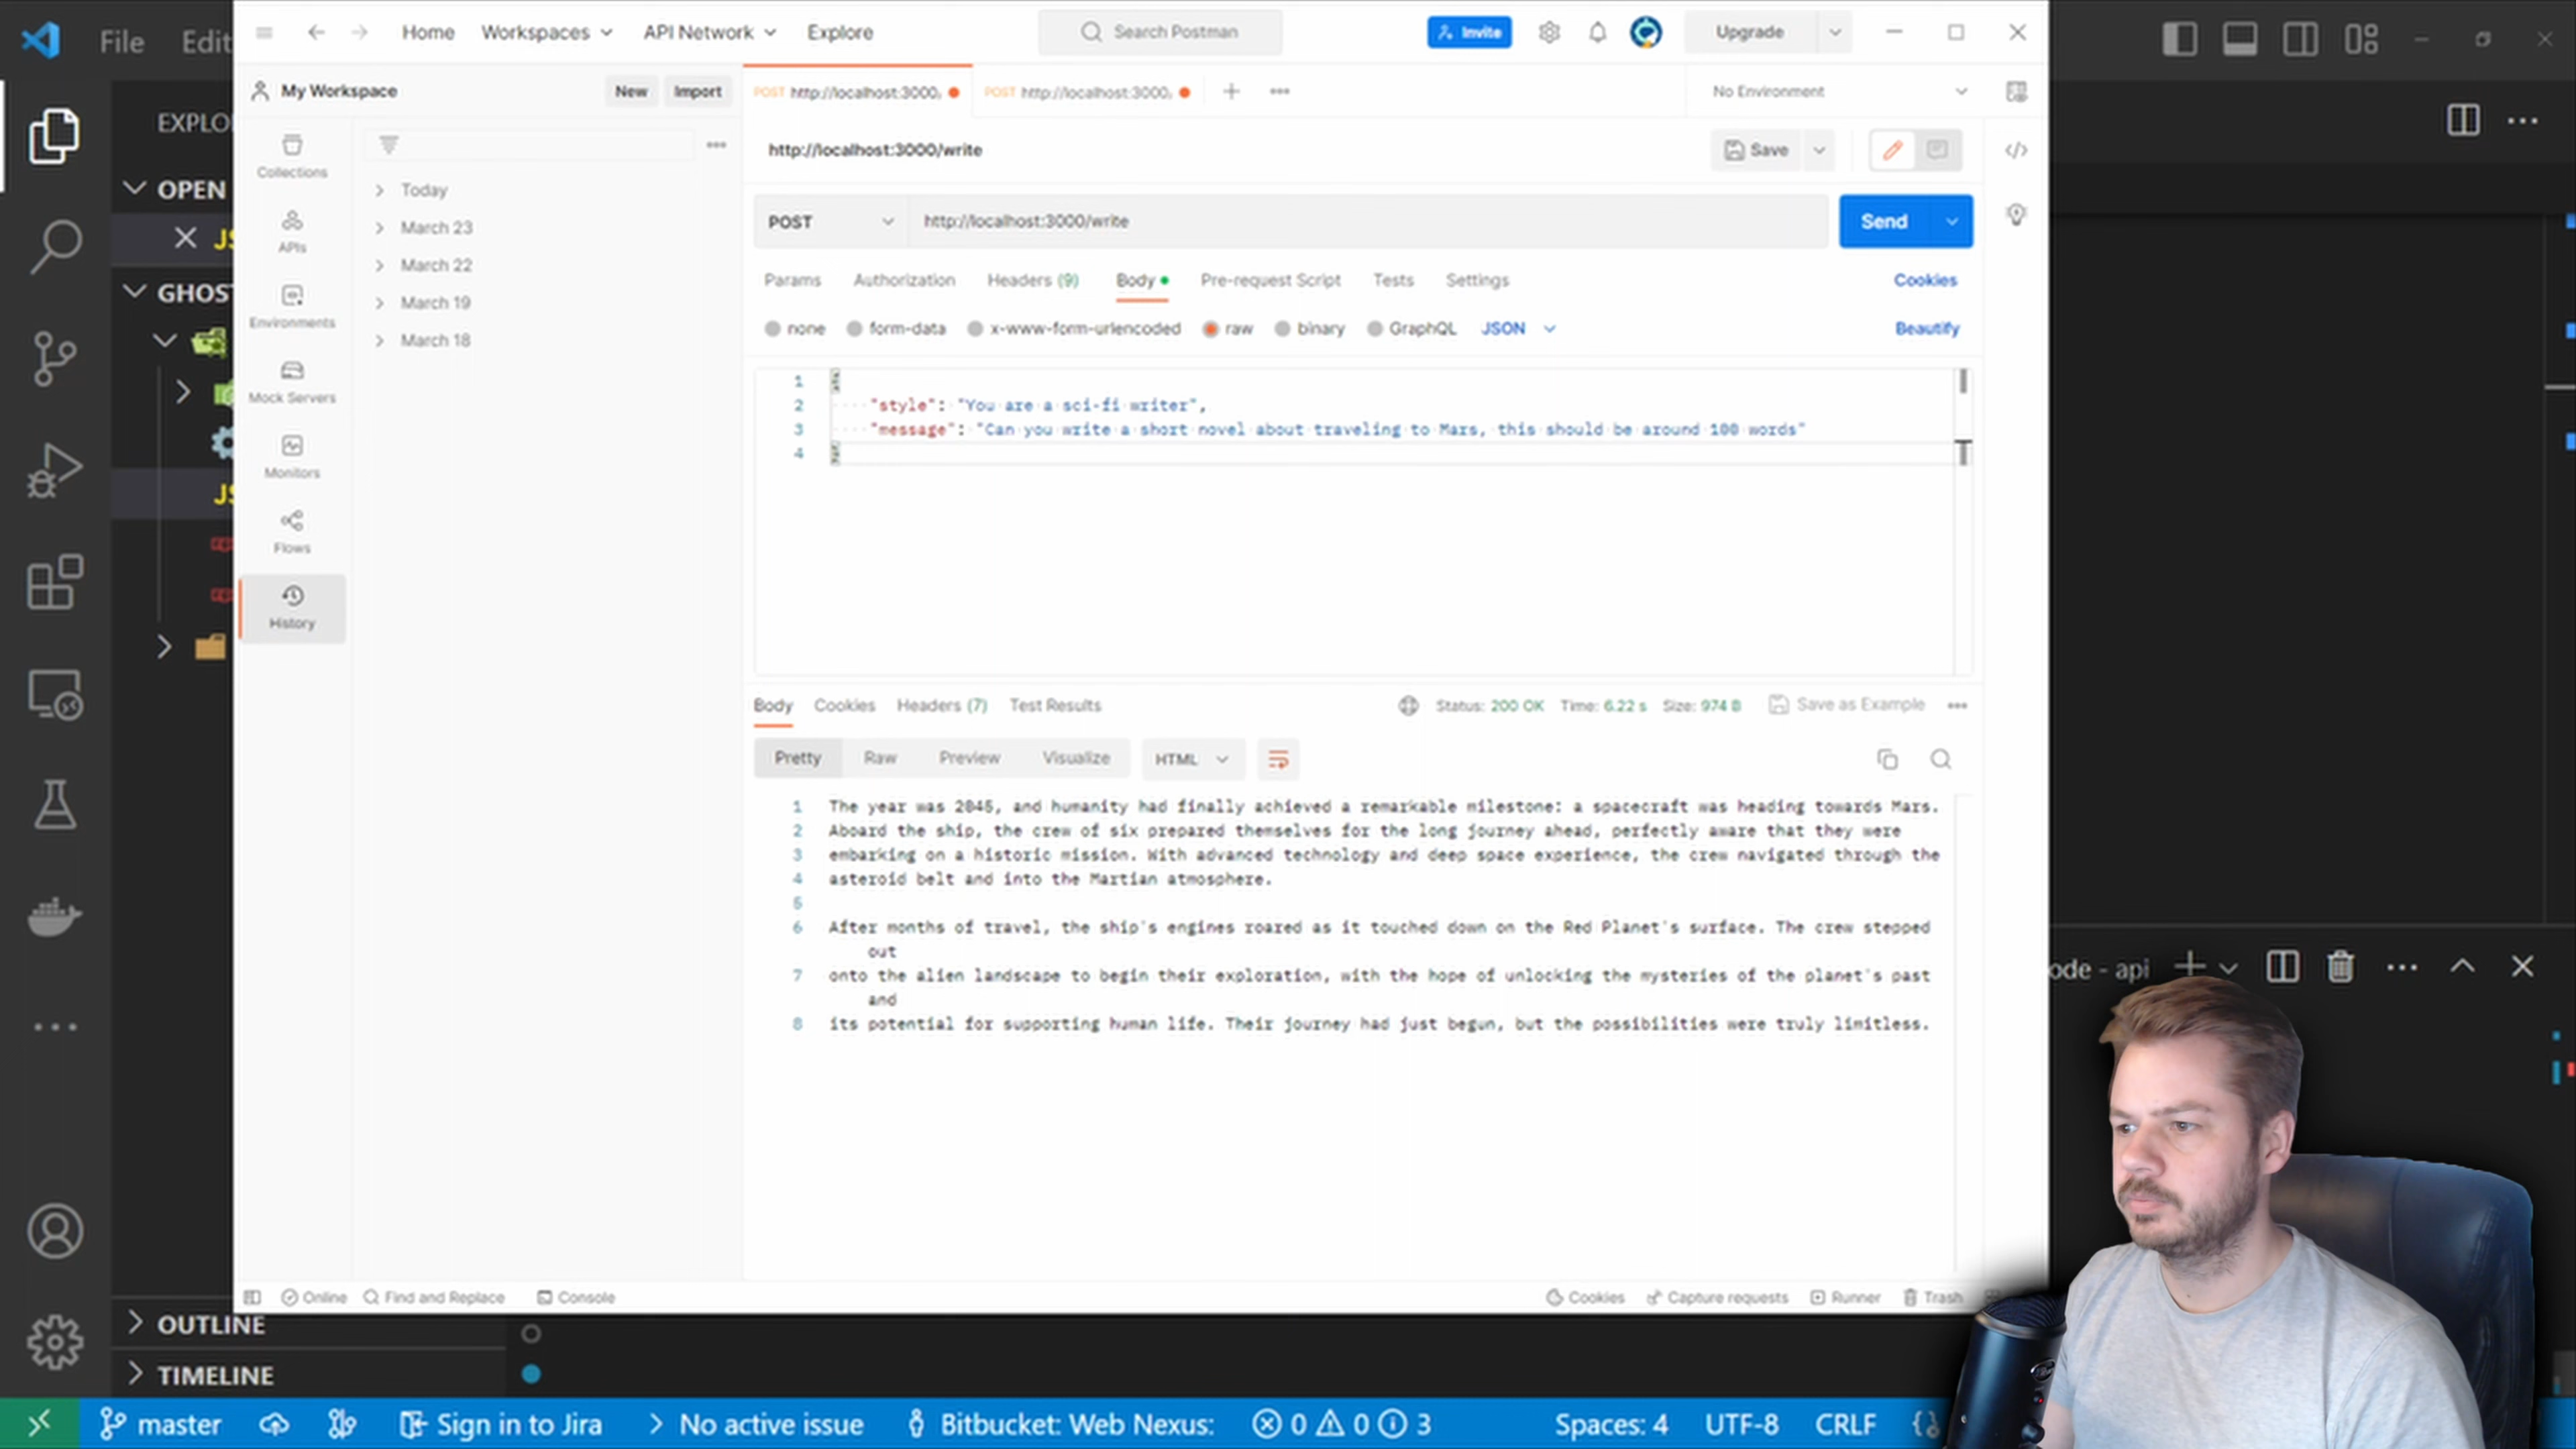 File Edit
Home Workspaces API Network Explore
Search Postman
Invite
Upgrade
My Workspace
New Import
POST http://localhost:3000/
POST http://localhost:3000/
No Environment
EXPLO
OPEN
JS
GHOST
JS
Collections
APIs
Environments
Mock Servers
Monitors
Flows
History
Today
March 23
March 22
March 19
March 18
http://localhost:3000/write
Save
POST http://localhost:3000/write
Send
Params Authorization Headers (9) Body Pre-request Script Tests Settings Cookies
none form-data x-www-form-urlencoded raw binary GraphQL JSON Beautify
1 {
2 "style": "You are a sci-fi writer",
3 "message": "Can you write a short novel about traveling to Mars, this should be around 100 words"
4 }
Body Cookies Headers (7) Test Results Status: 200 OK Time: 6.22 s Size: 974 B Save as Example
Pretty Raw Preview Visualize HTML
1 The year was 2045, and humanity had finally achieved a remarkable milestone: a spacecraft was heading towards Mars.
2 Aboard the ship, the crew of six prepared themselves for the long journey ahead, perfectly aware that they were
3 embarking on a historic mission. With advanced technology and deep space experience, the crew navigated through the
4 asteroid belt and into the Martian atmosphere.
5
6 After months of travel, the ship's engines roared as it touched down on the Red Planet's surface. The crew stepped
out
7 onto the alien landscape to begin their exploration, with the hope of unlocking the mysteries of the planet's past
and
8 its potential for supporting human life. Their journey had just begun, but the possibilities were truly limitless.
ode - api
Online Find and Replace Console
Cookies Capture requests Runner Trash
OUTLINE
TIMELINE
master Sign in to Jira No active issue Bitbucket: Web Nexus: 0 0 3 Spaces: 4 UTF-8 CRLF {}